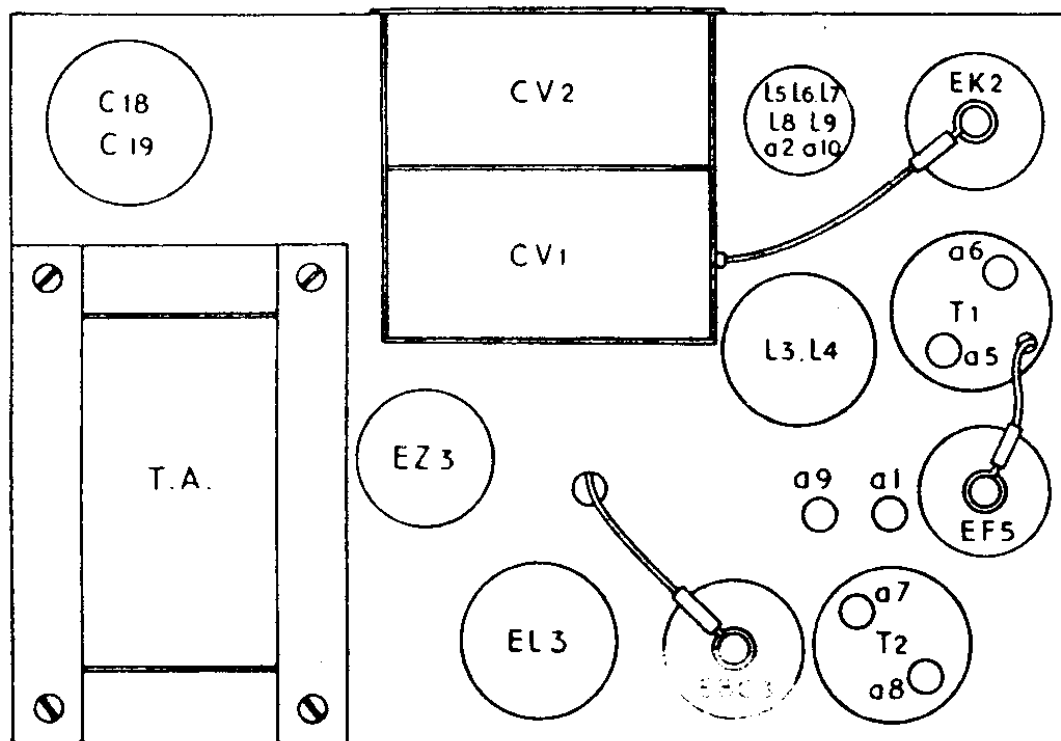 C18
C19
CV2
L5 L6. L7
L8 L9
a2 a10
EK2
CV1
a6
T1
a5
L3. L4
T.A.
EZ3
a9
a1
EF5
EL3
EBC3
a7
T2
a8